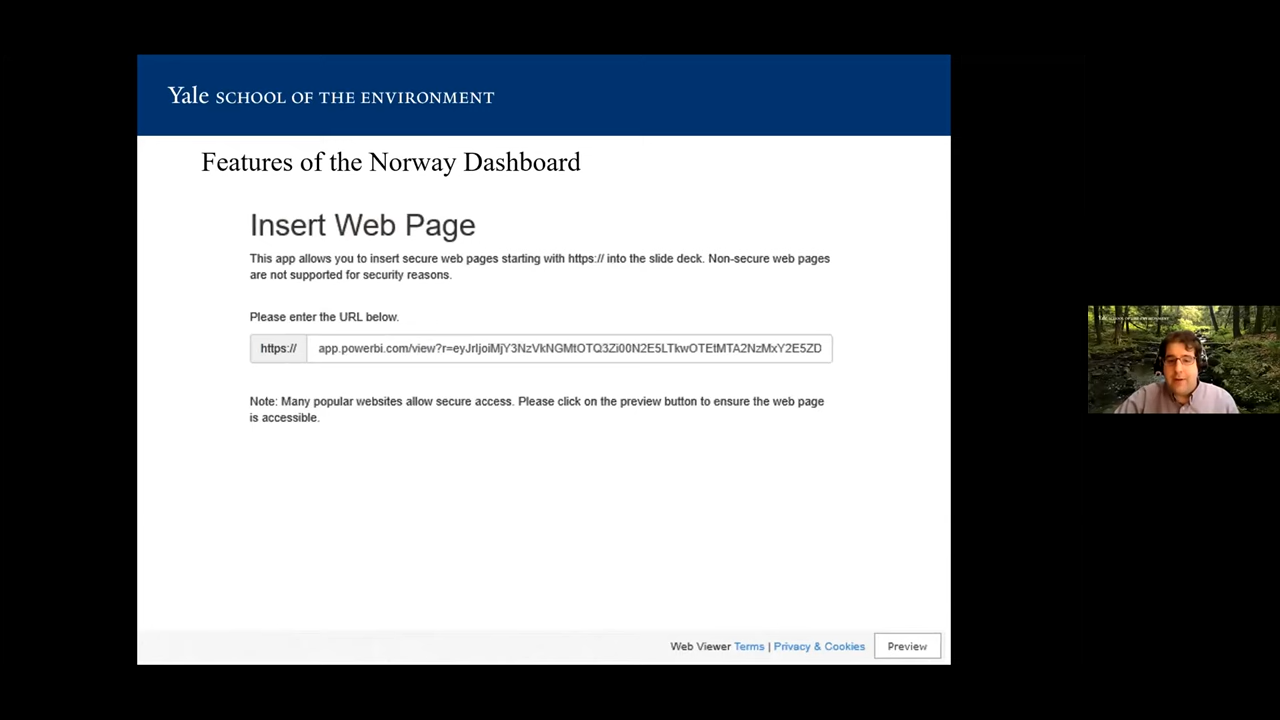 Yale SCHOOL OF THE ENVIRONMENT
Features of the Norway Dashboard
Insert Web Page
This app allows you to insert secure web pages starting with https:// into the slide deck. Non-secure web pages
are not supported for security reasons.
Please enter the URL below.
https:// app.powerbi.com/view?r=eyJrIjoiMjY3NzVkNGMtOTQ3Zi00N2E5LTkwOTEtMTA2NzMxY2E5ZD
Note: Many popular websites allow secure access. Please click on the preview button to ensure the web page
is accessible.
Web Viewer Terms | Privacy & Cookies Preview